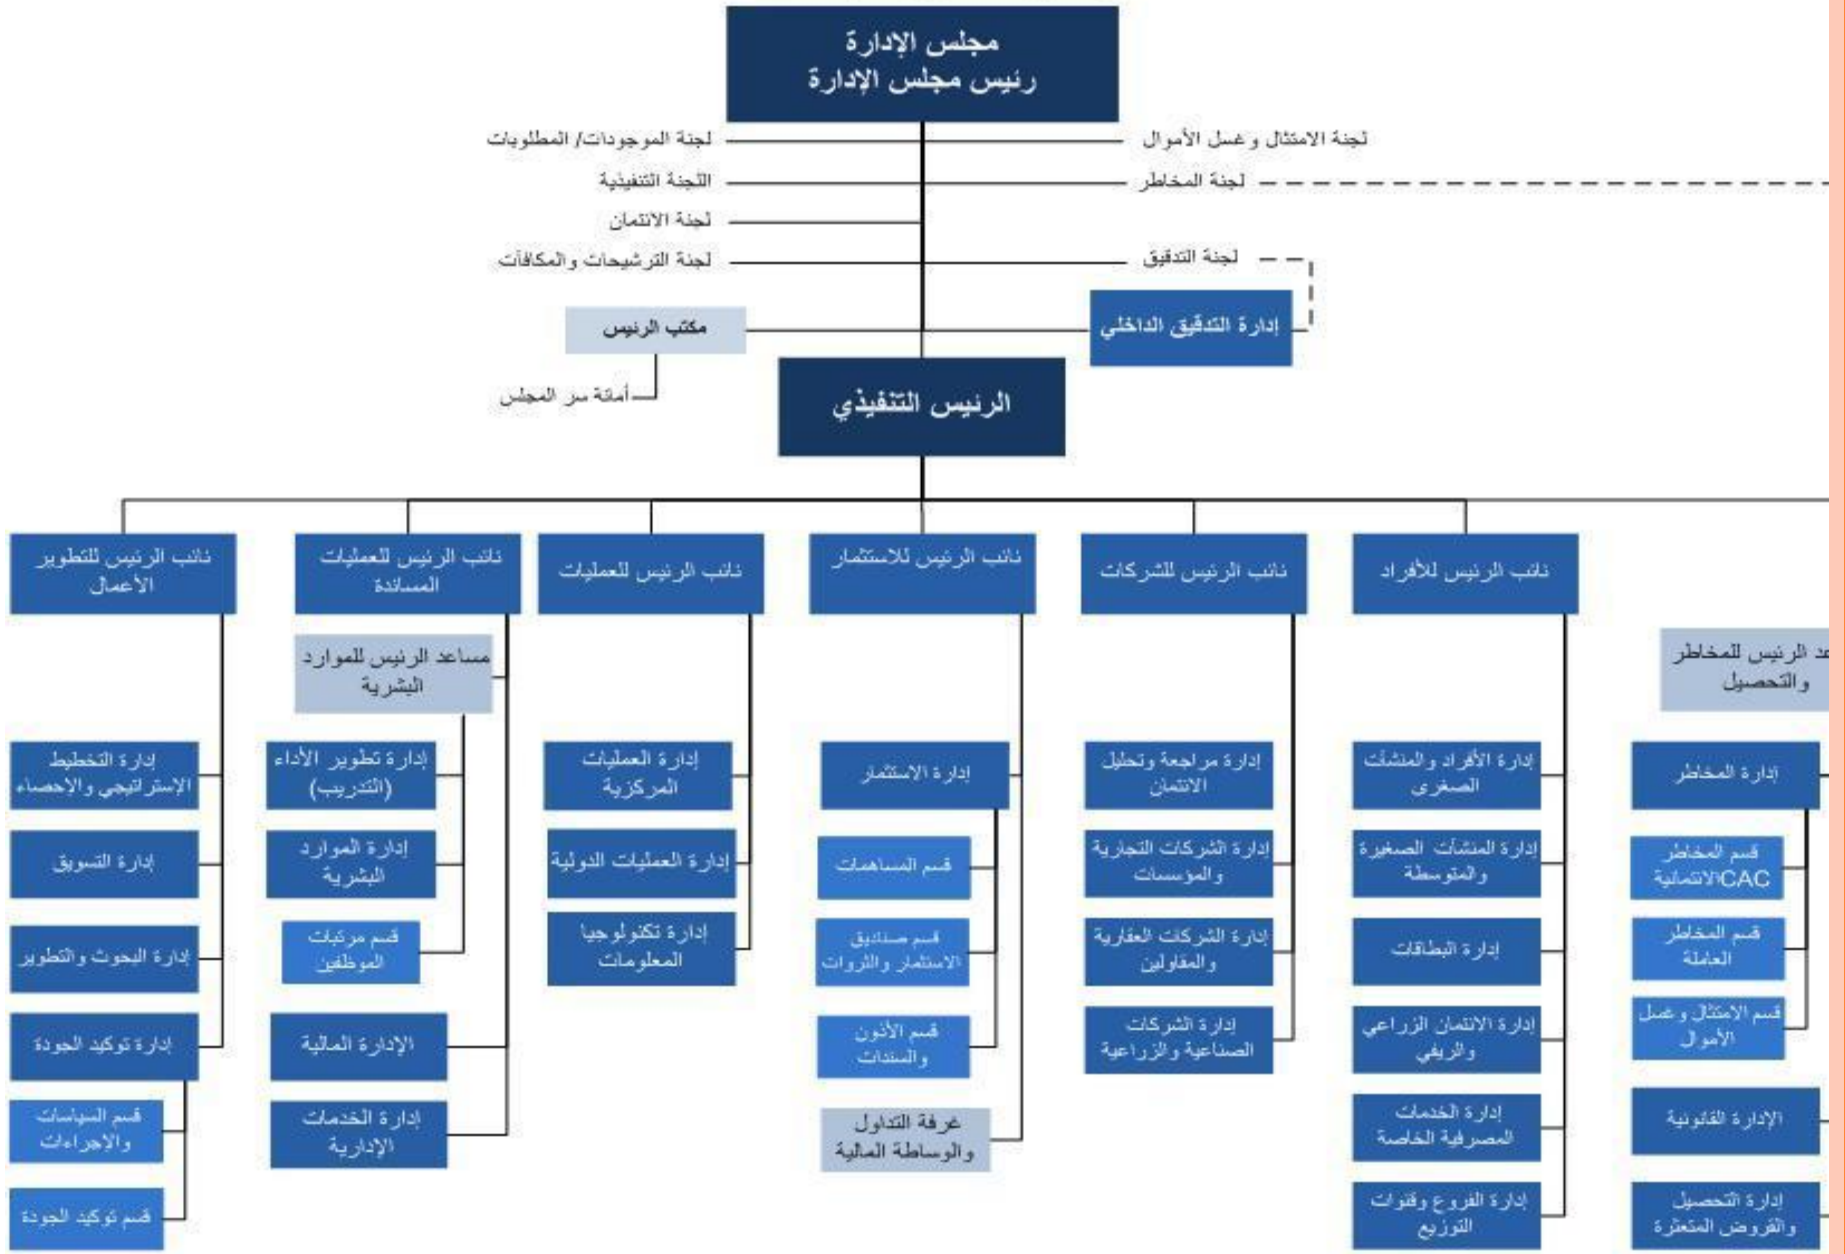 مجلس الإدارة
رئيس مجلس الإدارة
لجنة الامتثال وغسل الأموال
لجنة الموجودات/ المطلوبات
لجنة المخاطر
اللجنة التنفيذية
لجنة الائتمان
لجنة التدقيق
لجنة الترشيحات والمكافآت
إدارة التدقيق الداخلي
مكتب الرئيس
أمانة سر المجلس
الرئيس التنفيذي
عد الرئيس للمخاطر
والتحصيل
إدارة المخاطر
قسم المخاطر
الائتمانية CAC
قسم المخاطر
العاملة
قسم الامتثال وغسل
الأموال
الإدارة القانونية
إدارة التحصيل
والقروض المتعثرة
نائب الرئيس للأفراد
إدارة الأفراد والمنشآت
الصغرى
إدارة المنشآت الصغيرة
والمتوسطة
إدارة البطاقات
إدارة الائتمان الزراعي
والريفي
إدارة الخدمات
المصرفية الخاصة
إدارة الفروع وقنوات
التوزيع
نائب الرئيس للشركات
إدارة مراجعة وتحليل
الائتمان
إدارة الشركات التجارية
والمؤسسات
إدارة الشركات العقارية
والمقاولين
إدارة الشركات
الصناعية والزراعية
نائب الرئيس للاستثمار
إدارة الاستثمار
قسم المساهمات
قسم صناديق
الاستثمار والثروات
قسم الأذون
والسندات
غرفة التداول
والوساطة المالية
نائب الرئيس للعمليات
إدارة العمليات
المركزية
إدارة العمليات الدولية
إدارة تكنولوجيا
المعلومات
نائب الرئيس للعمليات
المساندة
مساعد الرئيس للموارد
البشرية
إدارة تطوير الأداء
(التدريب)
إدارة الموارد
البشرية
قسم مرتبات
الموظفين
الإدارة المالية
إدارة الخدمات
الإدارية
نائب الرئيس للتطوير
الأعمال
إدارة التخطيط
الإستراتيجي والاحصاء
إدارة التسويق
إدارة البحوث والتطوير
إدارة توكيد الجودة
قسم السياسات
والاجراءات
قسم توكيد الجودة